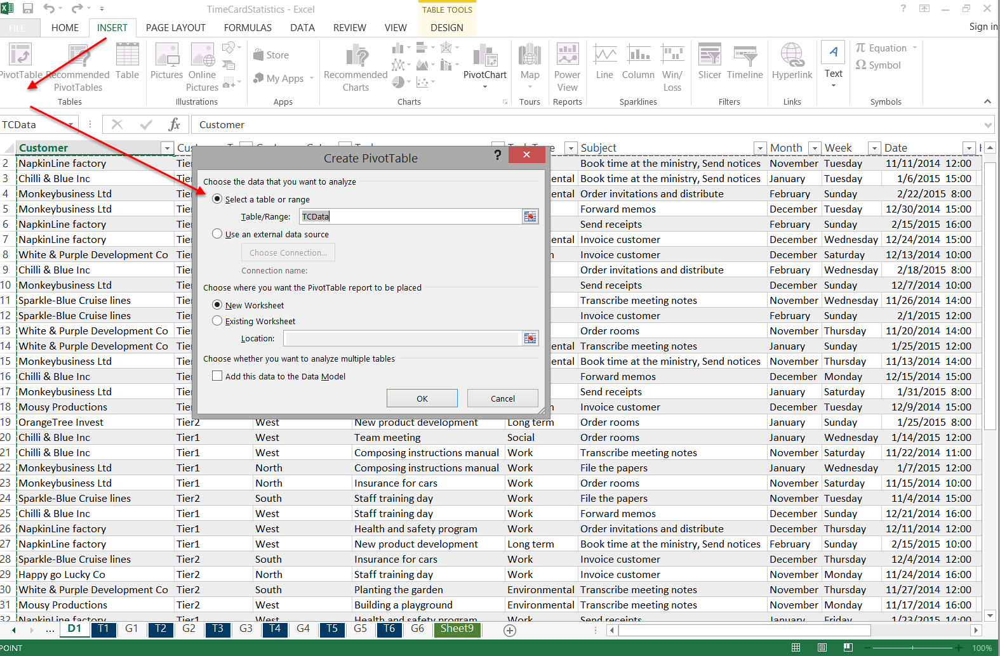 TimeCardStatistics - Excel
TABLE TOOLS
FILE HOME INSERT PAGE LAYOUT FORMULAS DATA REVIEW VIEW DESIGN
Sign in
PivotTable Recommended PivotTables Table Pictures Online Pictures Store My Apps Recommended Charts PivotChart Map Power View Line Column Win/ Loss Slicer Timeline Hyperlink Text Equation Symbol
Tables Illustrations Apps Charts Tours Reports Sparklines Filters Links Symbols
TCData fx Customer
Customer Subject Month Week Date
Create PivotTable
Choose the data that you want to analyze
Select a table or range
Table/Range: TCData
Use an external data source
Choose Connection...
Connection name:
Choose where you want the PivotTable report to be placed
New Worksheet
Existing Worksheet
Location:
Choose whether you want to analyze multiple tables
Add this data to the Data Model
OK Cancel
2 NapkinLine factory Book time at the ministry, Send notices November Tuesday 11/11/2014 12:00
3 Chilli & Blue Inc Book time at the ministry, Send notices January Tuesday 1/6/2015 15:00
4 Monkeybusiness Ltd Order invitations and distribute February Sunday 2/22/2015 8:00
5 Monkeybusiness Ltd Forward memos December Tuesday 12/30/2014 15:00
6 NapkinLine factory Send receipts February Sunday 2/15/2015 16:00
7 NapkinLine factory Invoice customer December Wednesday 12/24/2014 15:00
8 White & Purple Development Co Invoice customer December Saturday 12/13/2014 10:00
9 Chilli & Blue Inc Order invitations and distribute February Wednesday 2/18/2015 8:00
10 Monkeybusiness Ltd Send receipts December Sunday 12/7/2014 10:00
11 Sparkle-Blue Cruise lines Transcribe meeting notes November Wednesday 11/26/2014 14:00
12 Sparkle-Blue Cruise lines Invoice customer February Sunday 2/1/2015 12:00
13 White & Purple Development Co Order rooms November Thursday 11/20/2014 14:00
14 White & Purple Development Co Transcribe meeting notes January Sunday 1/25/2015 12:00
15 Monkeybusiness Ltd Book time at the ministry, Send notices November Thursday 11/13/2014 14:00
16 Chilli & Blue Inc Forward memos December Monday 12/15/2014 15:00
17 Monkeybusiness Ltd Send receipts January Saturday 1/31/2015 8:00
18 Mousy Productions Invoice customer December Tuesday 12/9/2014 15:00
19 OrangeTree Invest Tier2 West New product development Long term Order rooms January Sunday 1/25/2015 8:00
20 Chilli & Blue Inc Tier1 West Team meeting Social Order rooms January Wednesday 1/14/2015 12:00
21 Chilli & Blue Inc Tier1 West Composing instructions manual Work Transcribe meeting notes November Saturday 11/22/2014 11:00
22 Monkeybusiness Ltd Tier1 North Composing instructions manual Work File the papers January Wednesday 1/7/2015 12:00
23 Monkeybusiness Ltd Tier1 North Insurance for cars Work Order rooms November Saturday 11/15/2014 10:00
24 Sparkle-Blue Cruise lines Tier2 South Staff training day Work File the papers November Tuesday 11/4/2014 15:00
25 Chilli & Blue Inc Tier1 West Staff training day Work Forward memos December Sunday 12/21/2014 16:00
26 NapkinLine factory Tier1 West Health and safety program Work Order invitations and distribute December Thursday 12/11/2014 12:00
27 NapkinLine factory Tier1 West New product development Long term Book time at the ministry, Send notices February Sunday 2/15/2015 10:00
28 Sparkle-Blue Cruise lines Tier2 South Insurance for cars Work Invoice customer December Thursday 12/4/2014 12:00
29 Happy go Lucky Co Tier2 North Staff training day Work Invoice customer November Monday 11/24/2014 16:00
30 White & Purple Development Co Tier2 South Planting the garden Environmental Transcribe meeting notes November Thursday 11/27/2014 12:00
31 Mousy Productions Tier2 West Building a playground Environmental Transcribe meeting notes November Monday 11/17/2014 16:00
32 NapkinLine factory Tier1 West Health and safety program Work Send receipts January Friday 1/23/2015 14:00
... D1 T1 G1 T2 G2 T3 G3 T4 G4 T5 G5 T6 G6 Sheet9
POINT 100%